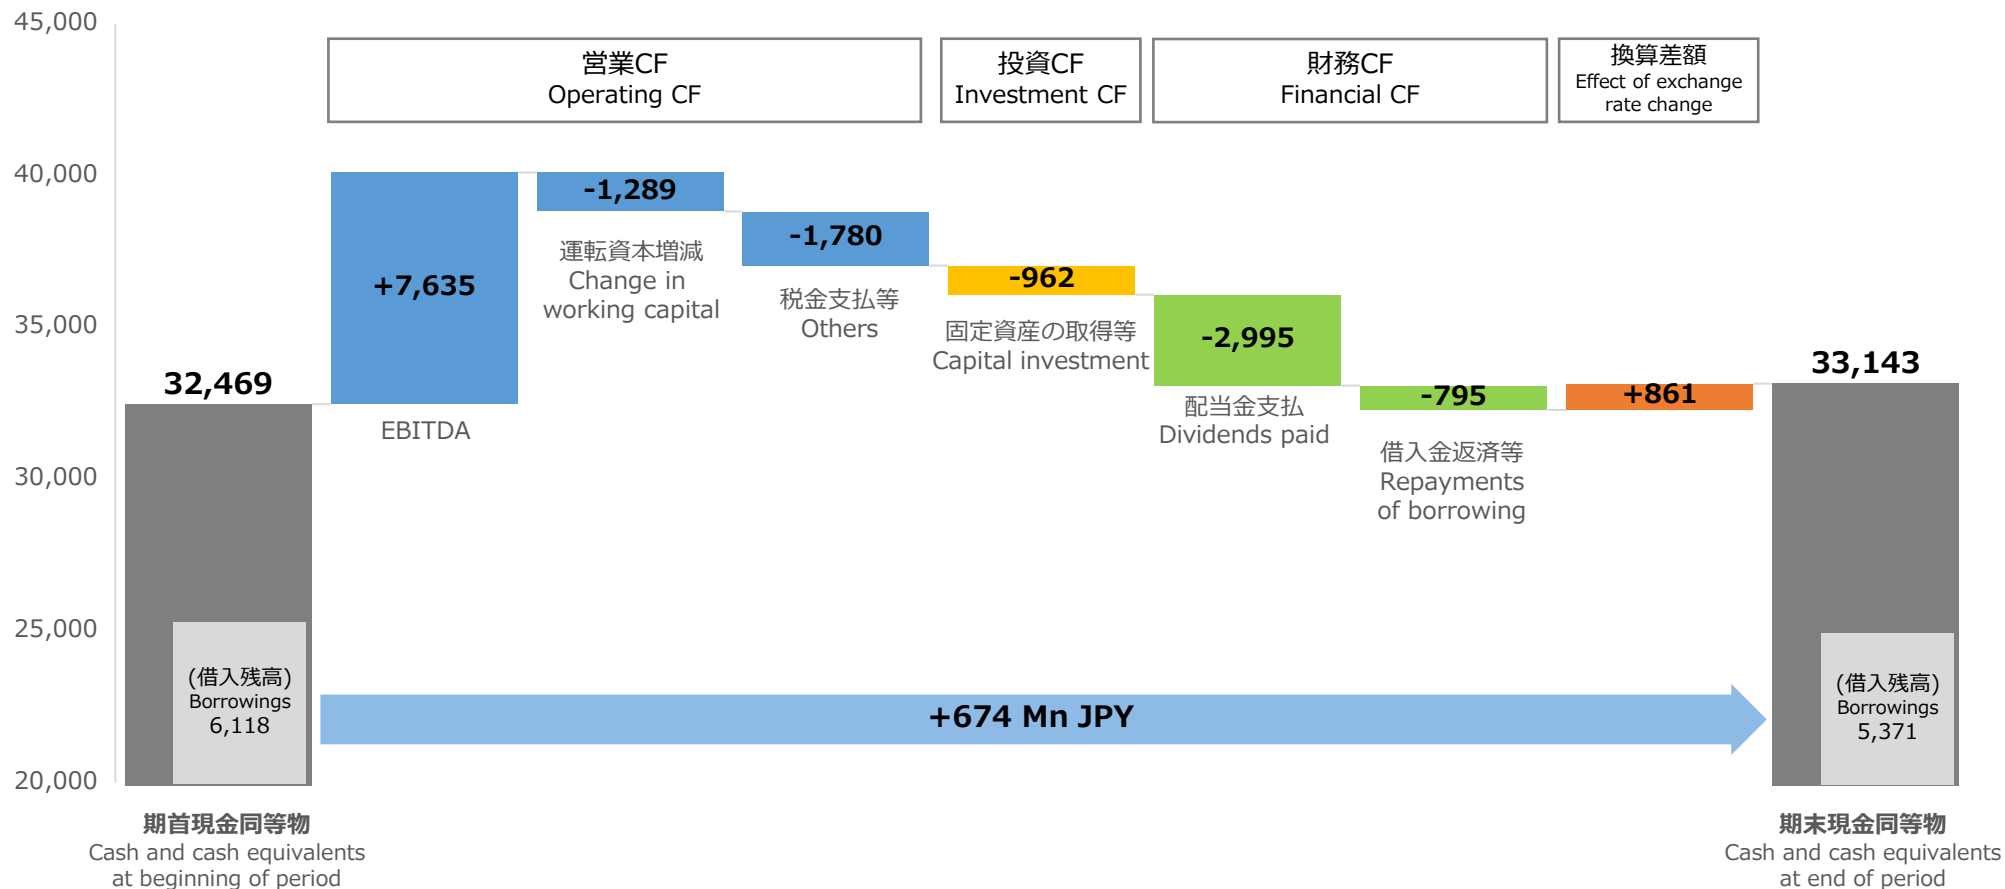 45,000
40,000
35,000
30,000
25,000
20,000
営業CF
Operating CF
投資CF
Investment CF
財務CF
Financial CF
換算差額
Effect of exchange
rate change
32,469
+7,635
EBITDA
-1,289
運転資本増減
Change in
working capital
-1,780
税金支払等
Others
-962
固定資産の取得等
Capital investment
-2,995
配当金支払
Dividends paid
-795
借入金返済等
Repayments
of borrowing
+861
33,143
(借入残高)
Borrowings
6,118
+674 Mn JPY
(借入残高)
Borrowings
5,371
期首現金同等物
Cash and cash equivalents
at beginning of period
期末現金同等物
Cash and cash equivalents
at end of period